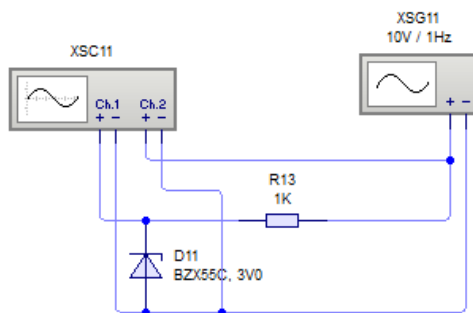 XSG11
10V / 1Hz
XSC11
Ch.1 Ch.2
+ − + −
+ −
R13
1K
D11
BZX55C, 3V0